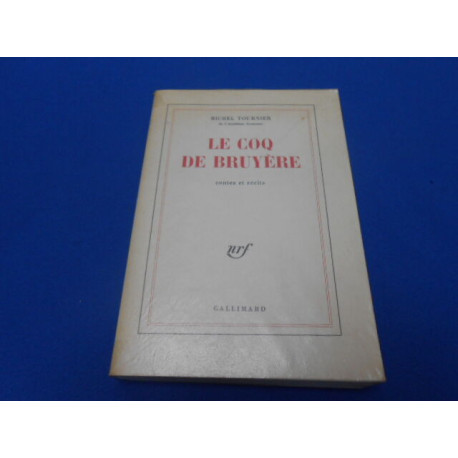 MICHEL TOURNIER
de l'Académie Goncourt
LE COQ
DE BRUYÈRE
CONTES ET RÉCITS
nrf
GALLIMARD